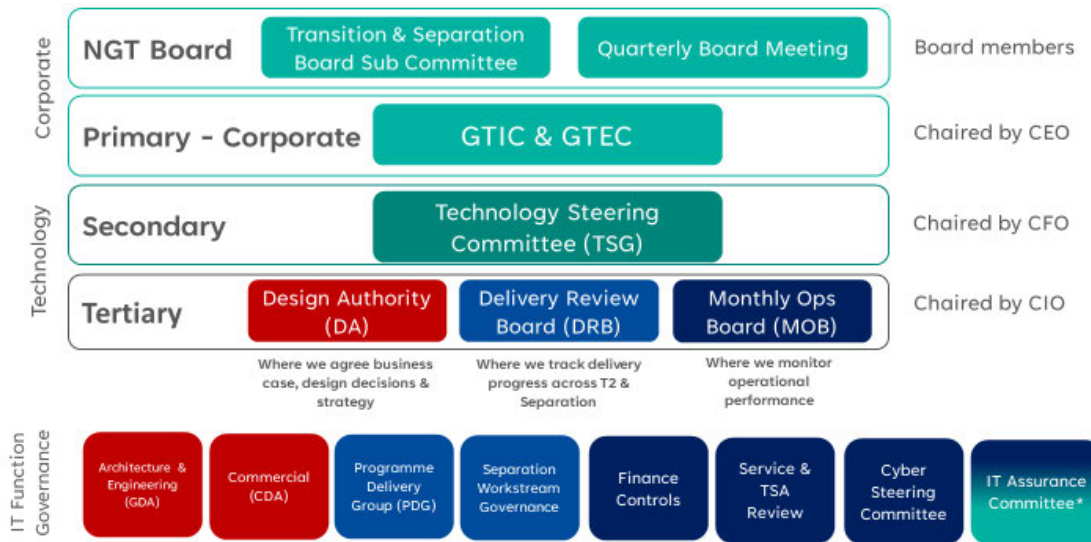 Corporate
NGT Board
Transition & Separation
Board Sub Committee
Quarterly Board Meeting
Board members
Primary - Corporate
GTIC & GTEC
Chaired by CEO
Technology
Secondary
Technology Steering
Committee (TSG)
Chaired by CFO
Tertiary
Design Authority
(DA)
Delivery Review
Board (DRB)
Monthly Ops
Board (MOB)
Chaired by CIO
Where we agree business
case, design decisions &
strategy
Where we track delivery
progress across T2 &
Separation
Where we monitor
operational
performance
IT Function
Governance
Architecture &
Engineering
(GDA)
Commercial
(CDA)
Programme
Delivery
Group (PDG)
Separation
Workstream
Governance
Finance
Controls
Service &
TSA
Review
Cyber
Steering
Committee
IT Assurance
Committee*